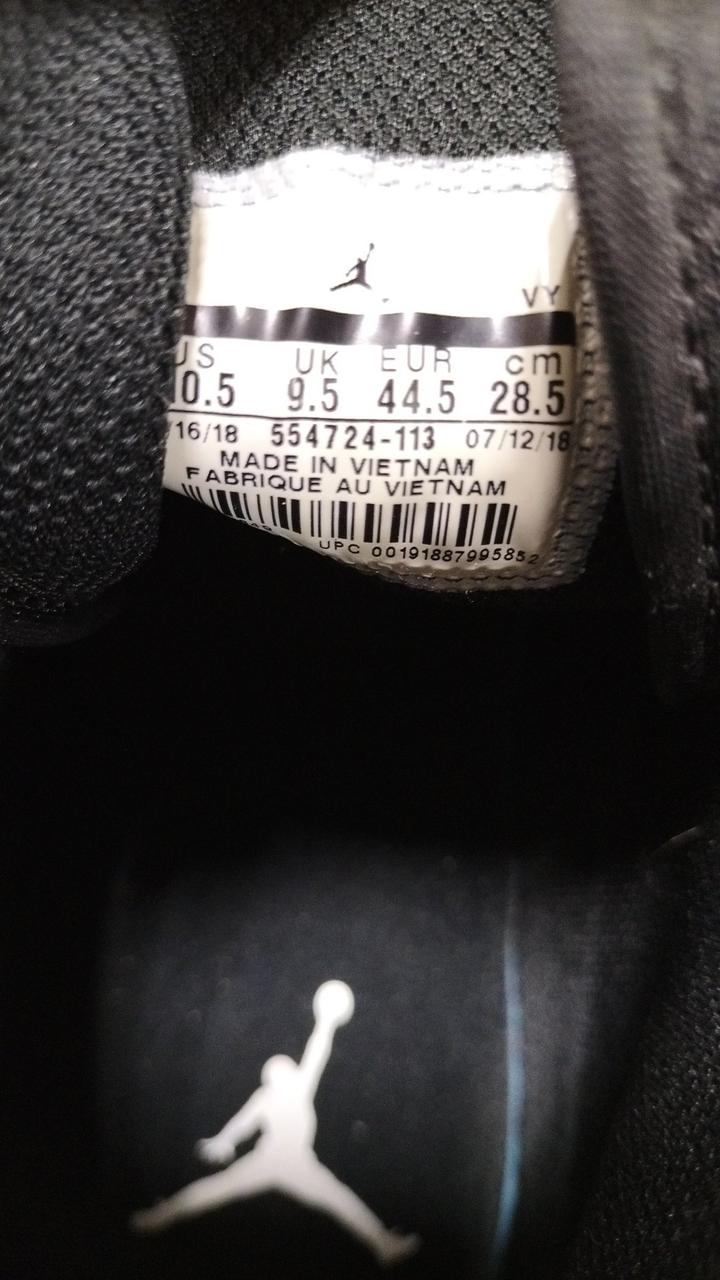 VY
US UK EUR cm
0.5 9.5 44.5 28.5
/16/18 554724-113 07/12/18
MADE IN VIETNAM
FABRIQUE AU VIETNAM
UPC 00191887995852